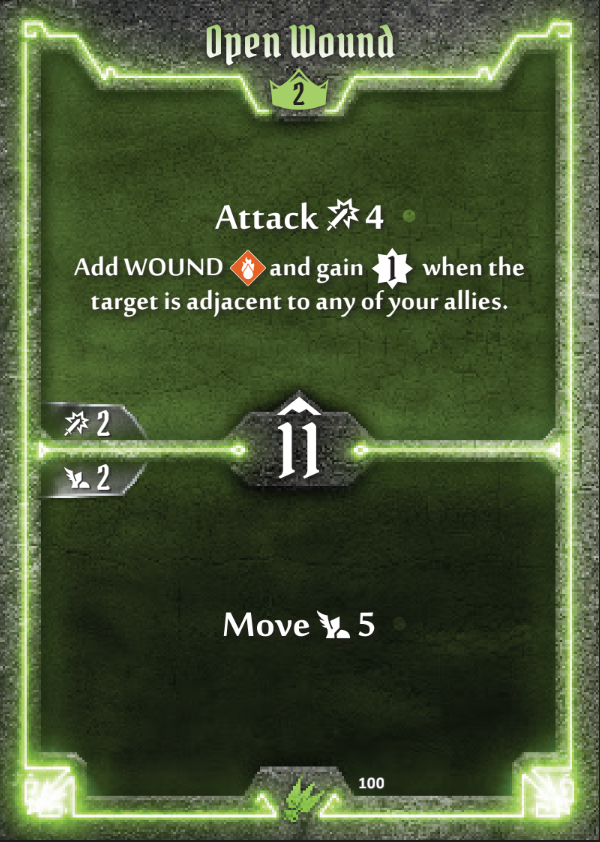 Open Wound
2
Attack 4
Add WOUND and gain 1 when the
target is adjacent to any of your allies.
2
11
2
Move 5
100